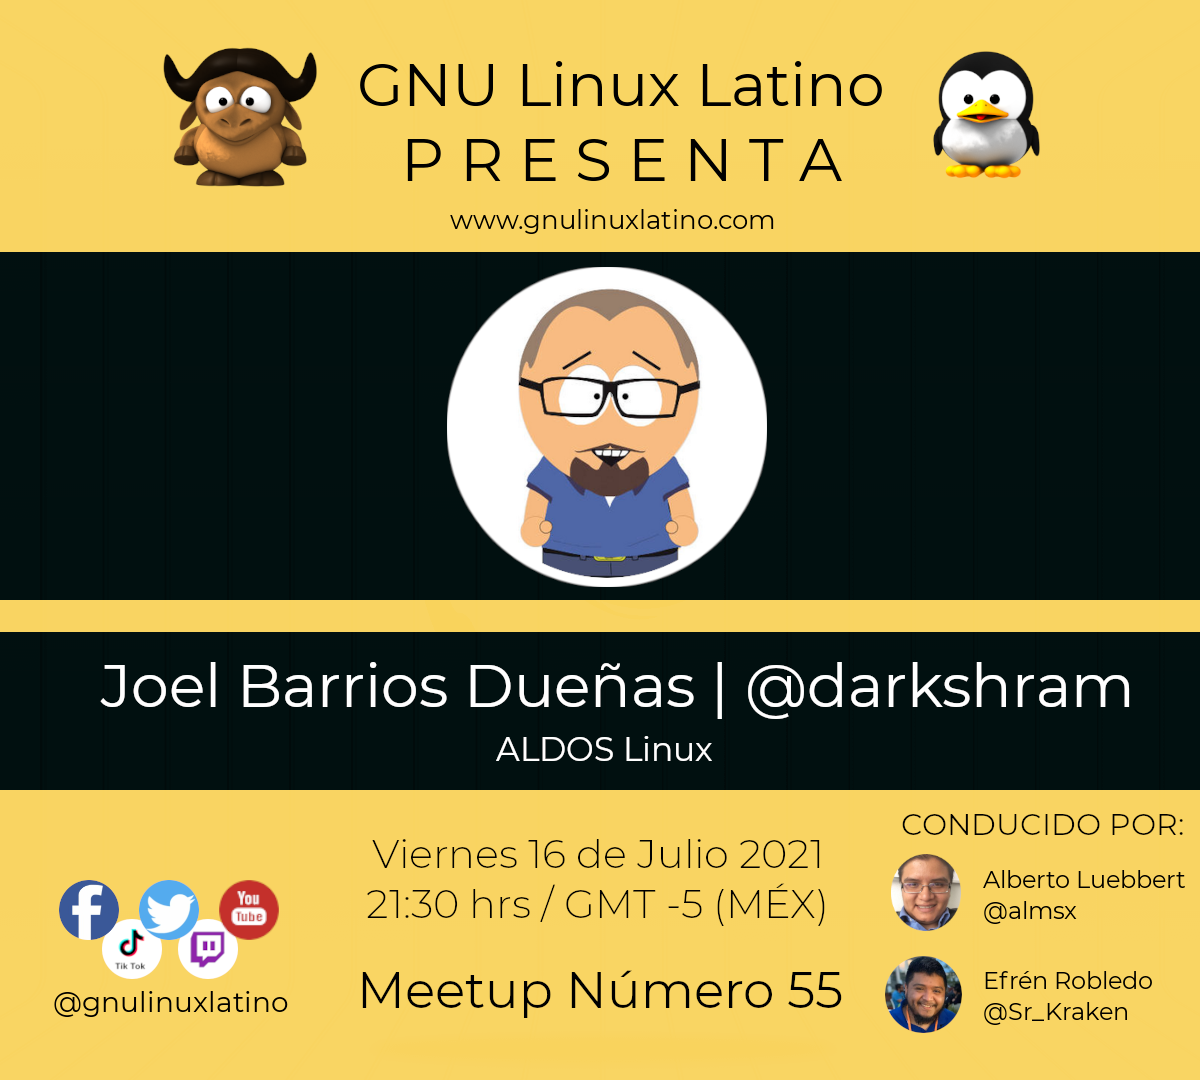 GNU Linux Latino
PRESENTA
www.gnulinuxlatino.com
Joel Barrios Dueñas | @darkshram
ALDOS Linux
Viernes 16 de Julio 2021
21:30 hrs / GMT -5 (MÉX)
Meetup Número 55
f
You
Tube
Tik Tok
@gnulinuxlatino
CONDUCIDO POR:
Alberto Luebbert
@almsx
Efrén Robledo
@Sr_Kraken